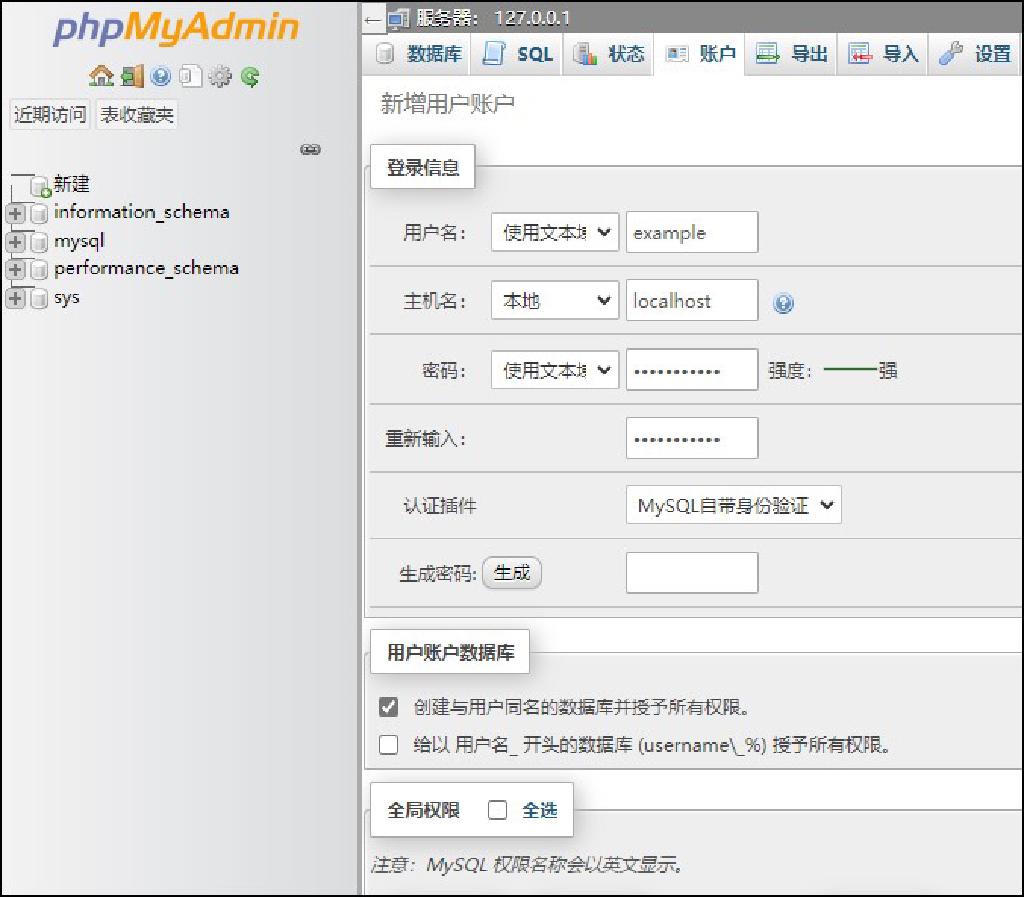 phpMyAdmin
近期访问 表收藏夹
新建
information_schema
mysql
performance_schema
sys
服务器: 127.0.0.1
数据库 SQL 状态 账户 导出 导入 设置
新增用户账户
登录信息
用户名: 使用文本域 example
主机名: 本地 localhost
密码: 使用文本域 ••••••••••• 强度: 强
重新输入: •••••••••••
认证插件 MySQL自带身份验证
生成密码: 生成
用户账户数据库
创建与用户同名的数据库并授予所有权限。
给以 用户名_ 开头的数据库 (username\_%) 授予所有权限。
全局权限 全选
注意: MySQL 权限名称会以英文显示。